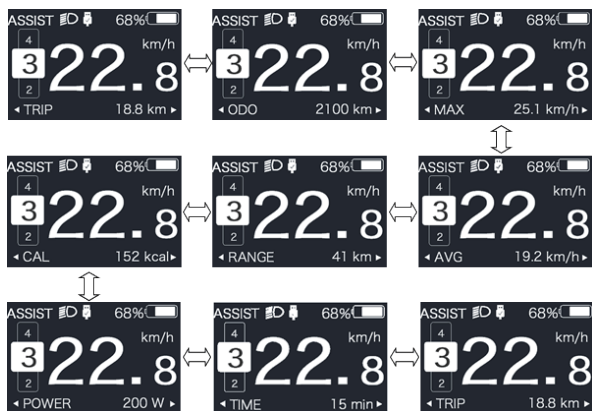 ASSIST 68%
4
3 22.8 km/h
2
TRIP 18.8 km
ASSIST 68%
4
3 22.8 km/h
2
ODO 2100 km
ASSIST 68%
4
3 22.8 km/h
2
MAX 25.1 km/h
ASSIST 68%
4
3 22.8 km/h
2
CAL 152 kcal
ASSIST 68%
4
3 22.8 km/h
2
RANGE 41 km
ASSIST 68%
4
3 22.8 km/h
2
AVG 19.2 km/h
ASSIST 68%
4
3 22.8 km/h
2
POWER 200 W
ASSIST 68%
4
3 22.8 km/h
2
TIME 15 min
ASSIST 68%
4
3 22.8 km/h
2
TRIP 18.8 km